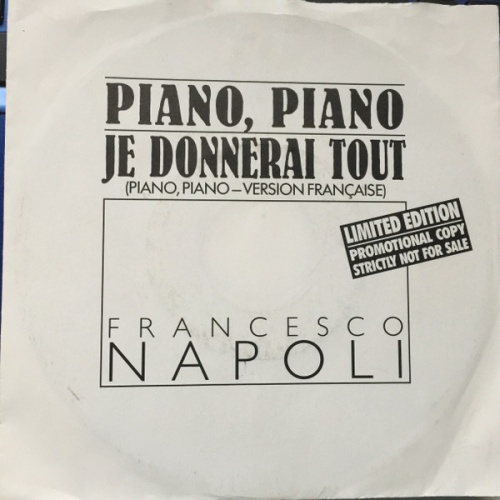 PIANO, PIANO
JE DONNERAI TOUT
(PIANO, PIANO – VERSION FRANÇAISE)
LIMITED EDITION
PROMOTIONAL COPY
STRICTLY NOT FOR SALE
FRANCESCO
NAPOLI